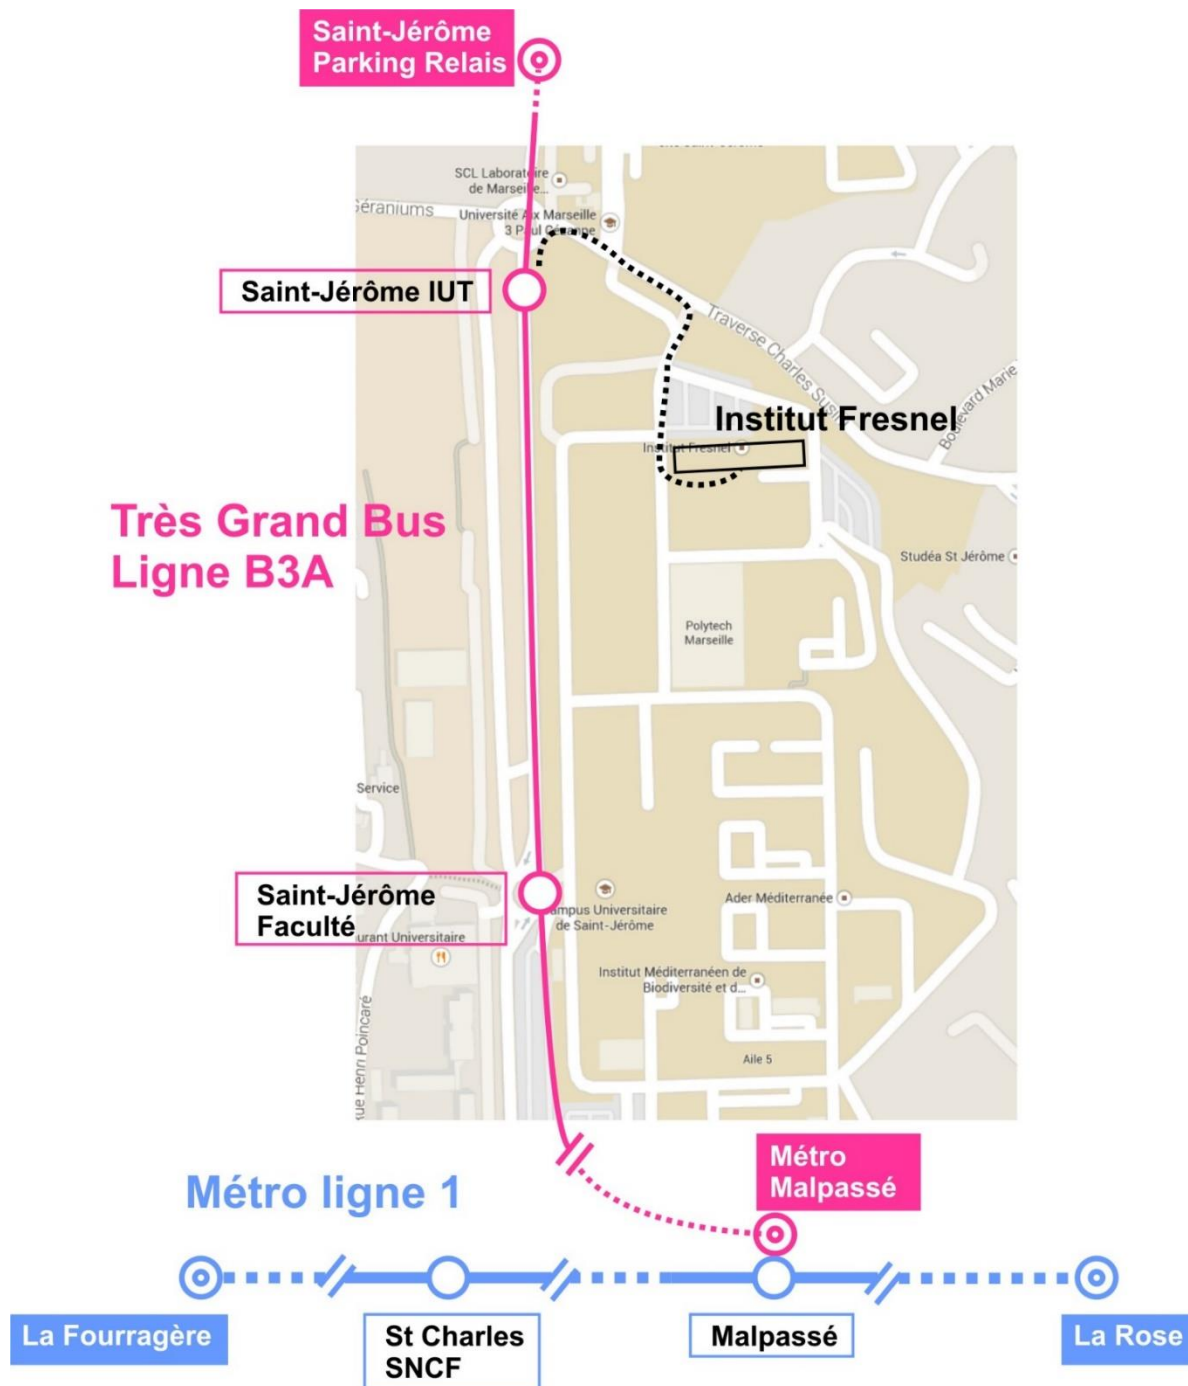 Saint-Jérôme
Parking Relais
SCL Laboratoire
de Marseille...
Géraniums
Université Aix Marseille
3 Paul Cézanne
Saint-Jérôme IUT
Traverse Charles Susini
Boulevard Marie
Institut Fresnel
Institut Fresnel
Très Grand Bus
Ligne B3A
Studéa St Jérôme
Polytech
Marseille
Service
Saint-Jérôme
Faculté
Campus Universitaire
de Saint-Jérôme
Ader Méditerranée
urant Universitaire
Institut Méditerranéen de
Biodiversité et d...
Henri Poincaré
Aile 5
Métro
Malpassé
Métro ligne 1
La Fourragère
St Charles
SNCF
Malpassé
La Rose